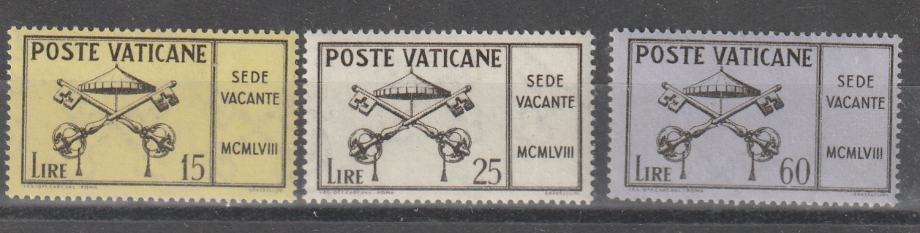 POSTE VATICANE
SEDE
VACANTE
MCMLVIII
LIRE 15
POSTE VATICANE
SEDE
VACANTE
MCMLVIII
LIRE 25
POSTE VATICANE
SEDE
VACANTE
MCMLVIII
LIRE 60